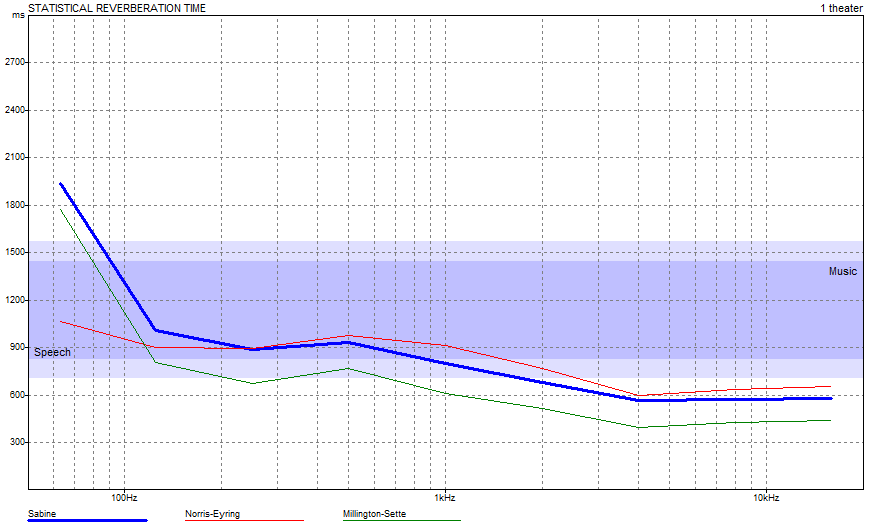 STATISTICAL REVERBERATION TIME
1 theater
ms
2700
2400
2100
1800
1500
Music
1200
900
Speech
600
300
100Hz 1kHz 10kHz
Sabine Norris-Eyring Millington-Sette